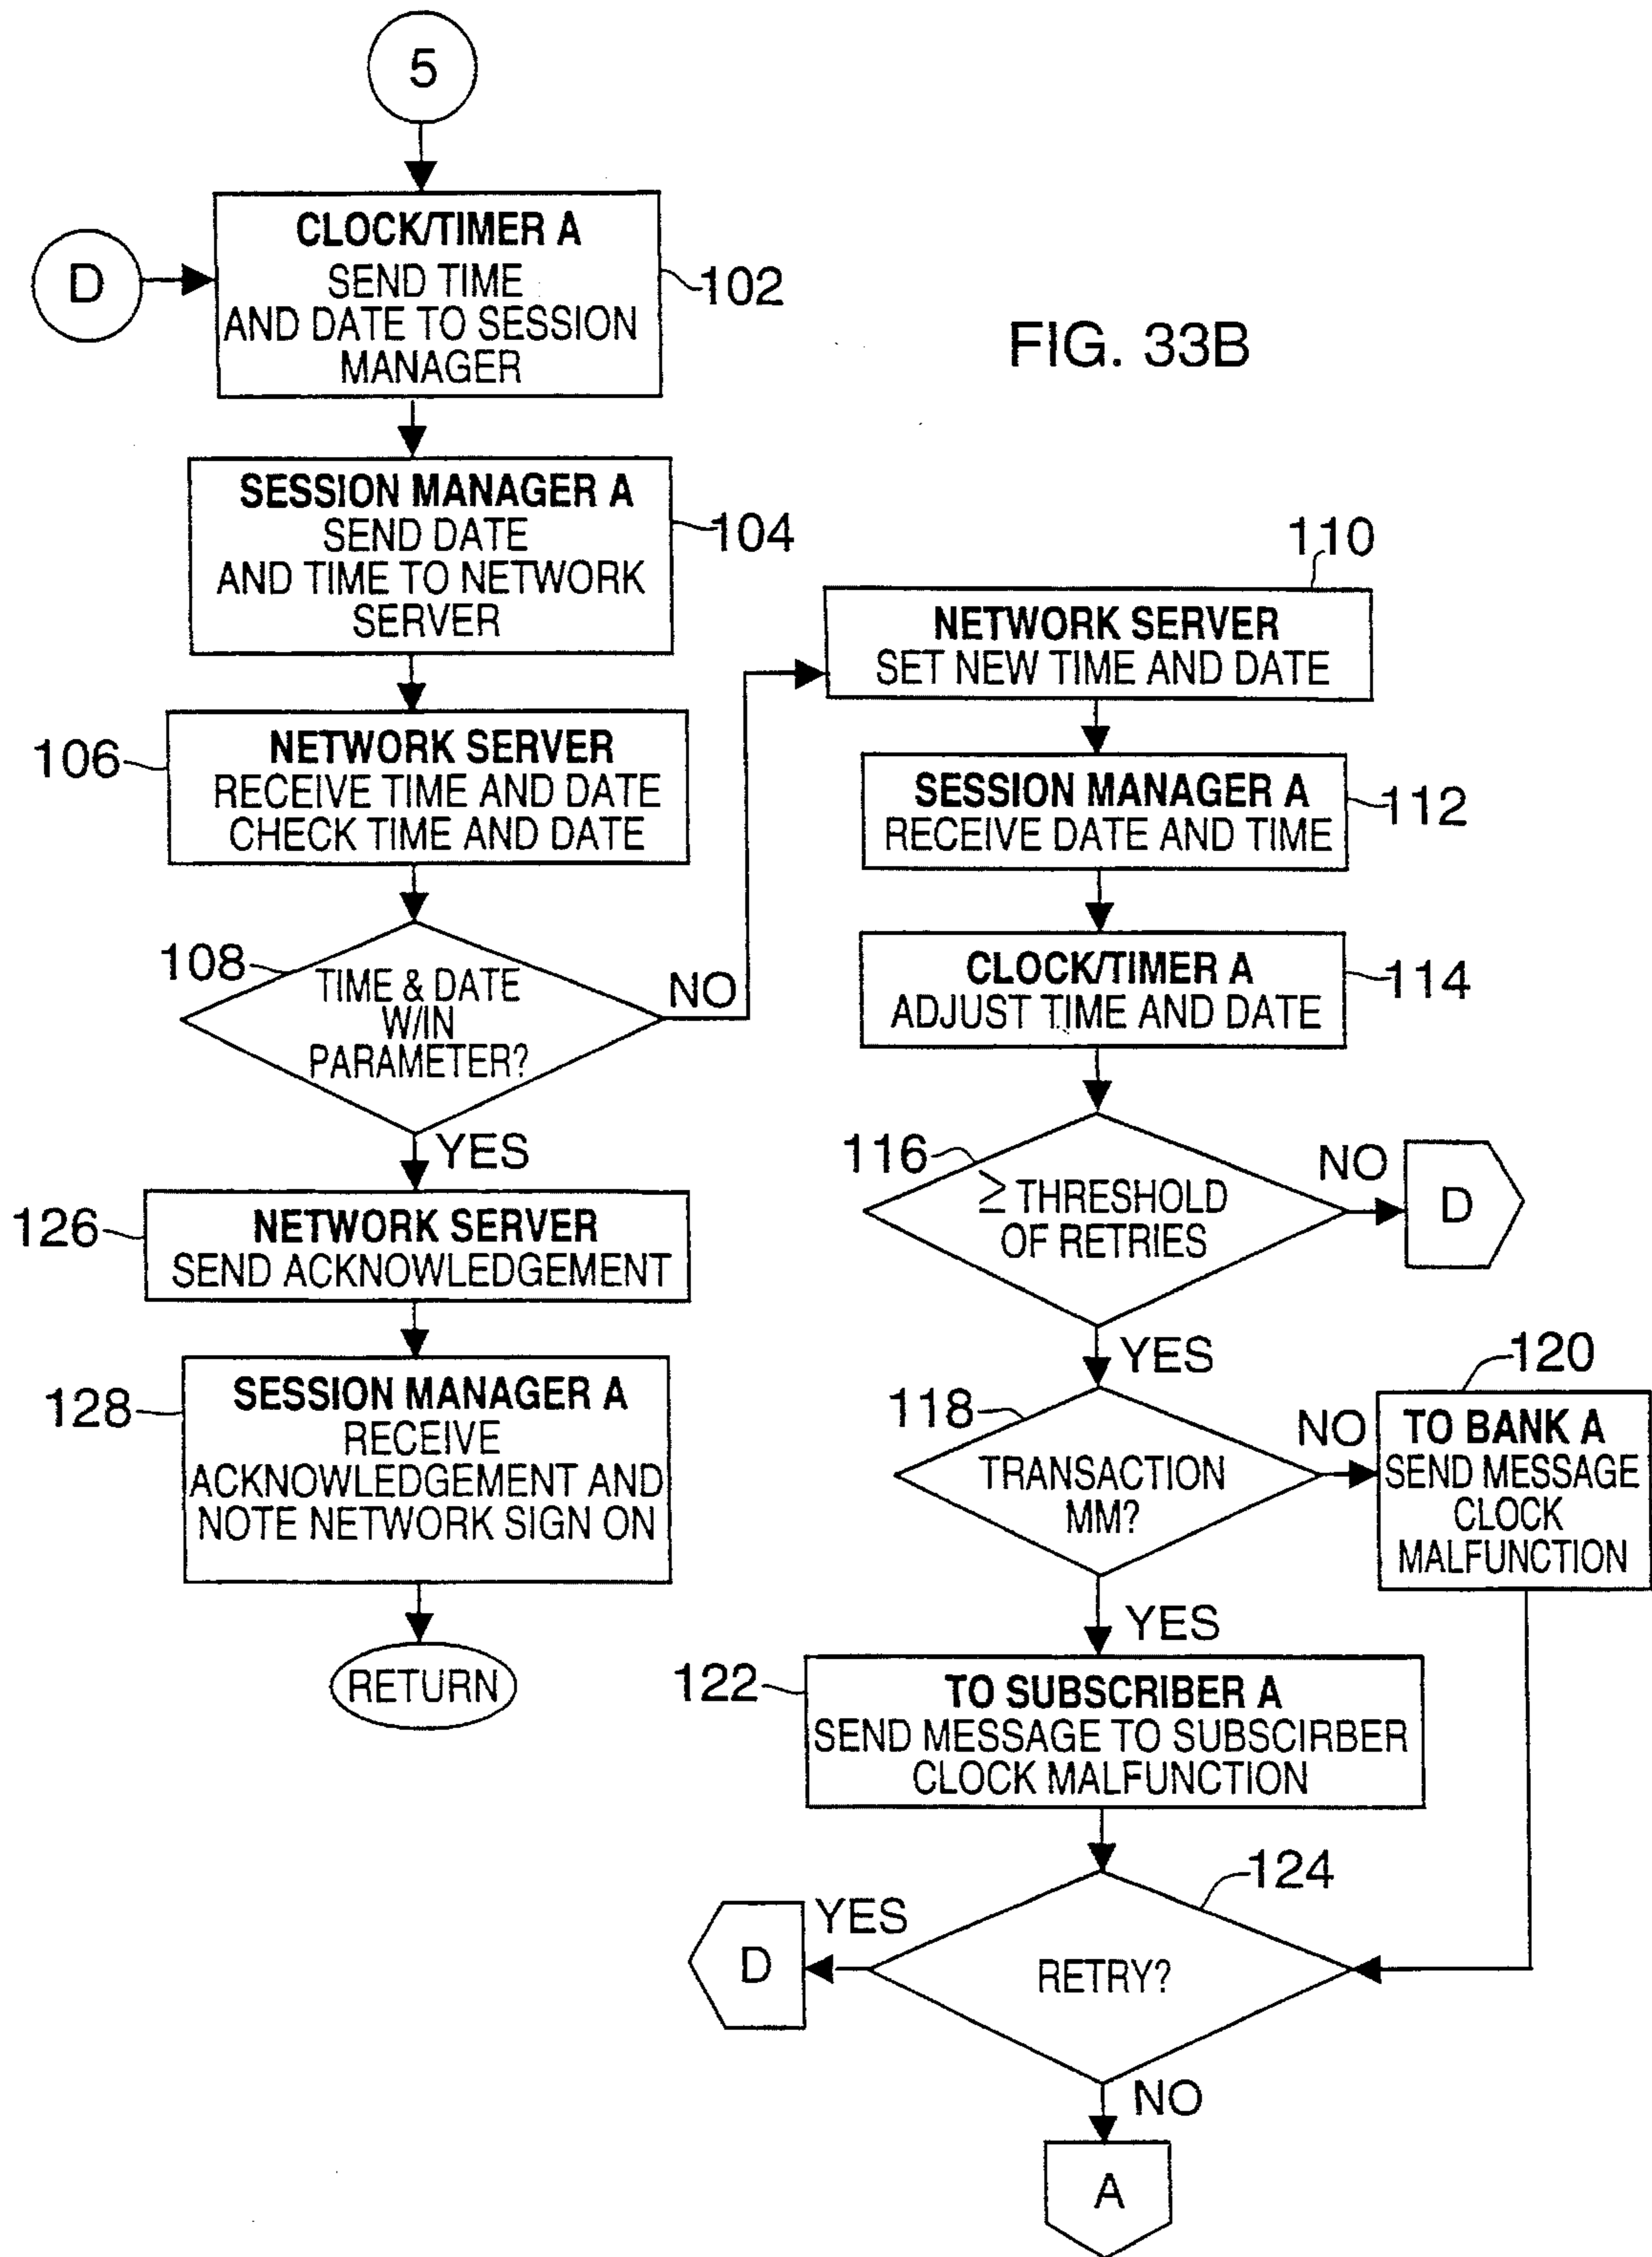 5
D
CLOCK/TIMER A
SEND TIME
AND DATE TO SESSION
MANAGER
102
FIG. 33B
SESSION MANAGER A
SEND DATE
AND TIME TO NETWORK
SERVER
104
NETWORK SERVER
RECEIVE TIME AND DATE
CHECK TIME AND DATE
106
108
TIME & DATE
W/IN
PARAMETER?
NO
YES
126
NETWORK SERVER
SEND ACKNOWLEDGEMENT
128
SESSION MANAGER A
RECEIVE
ACKNOWLEDGEMENT AND
NOTE NETWORK SIGN ON
RETURN
110
NETWORK SERVER
SET NEW TIME AND DATE
SESSION MANAGER A
RECEIVE DATE AND TIME
112
CLOCK/TIMER A
ADJUST TIME AND DATE
114
116
≥ THRESHOLD
OF RETRIES
NO
D
YES
118
TRANSACTION
MM?
NO
120
TO BANK A
SEND MESSAGE
CLOCK
MALFUNCTION
YES
122
TO SUBSCRIBER A
SEND MESSAGE TO SUBSCIRBER
CLOCK MALFUNCTION
124
RETRY?
YES
D
NO
A